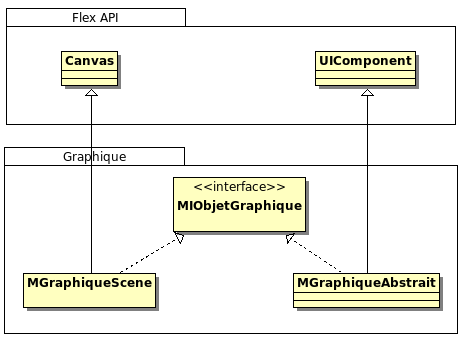 Flex API
Canvas
UIComponent
Graphique
<<interface>>
MIObjetGraphique
MGraphiqueScene
MGraphiqueAbstrait